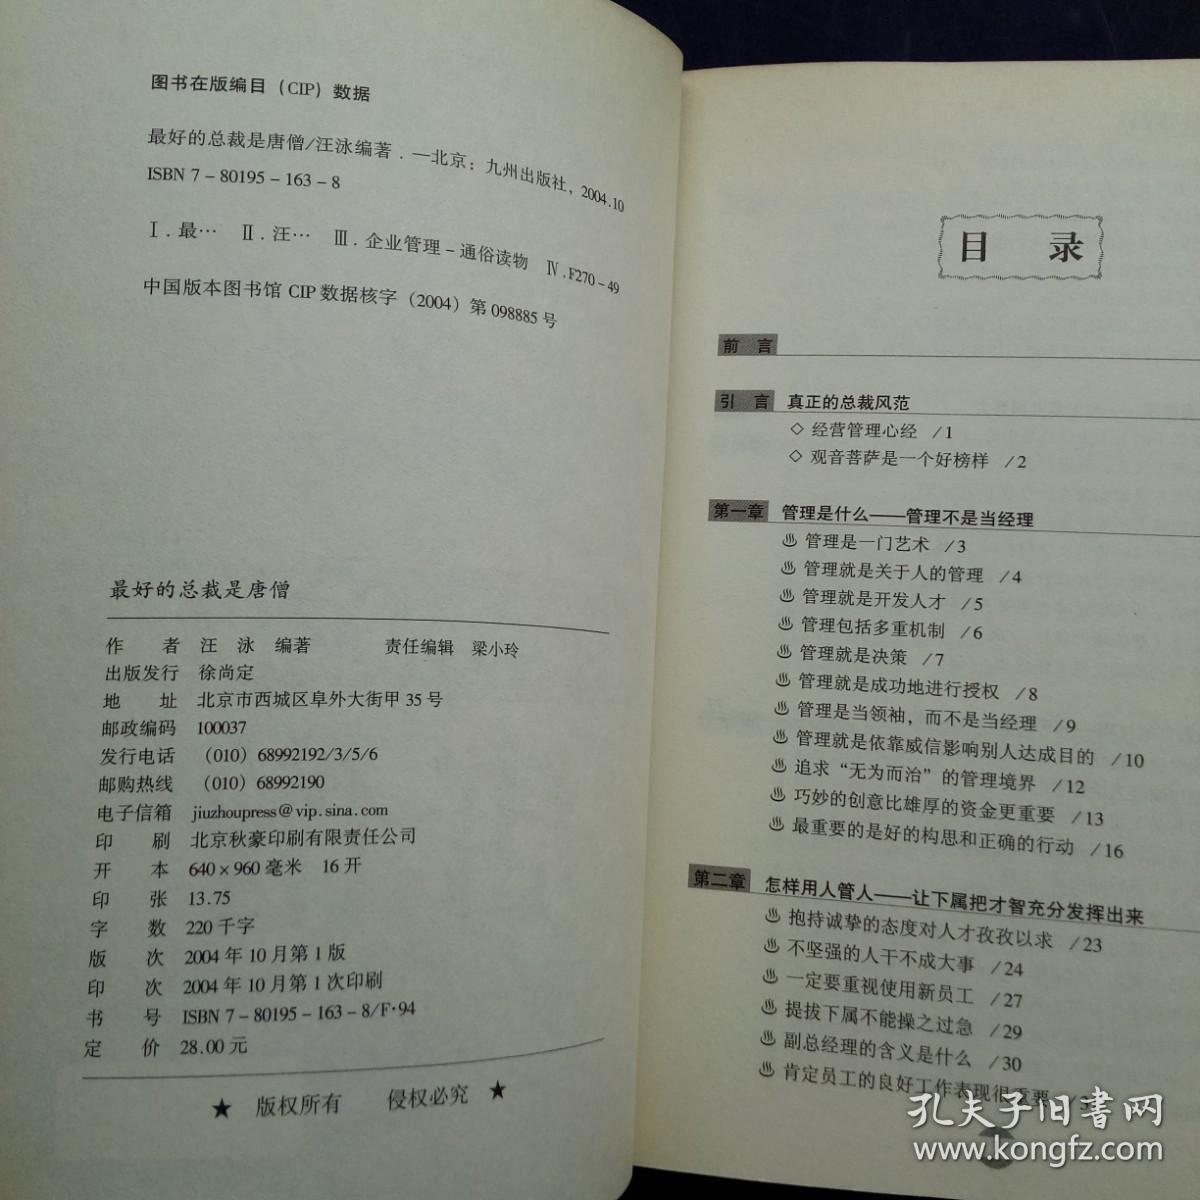 图书在版编目（CIP）数据
最好的总裁是唐僧/汪泳编著．—北京：九州出版社，2004.10
ISBN 7－80195－163－8
Ⅰ．最… Ⅱ．汪… Ⅲ．企业管理－通俗读物 Ⅳ．F270－49
中国版本图书馆 CIP 数据核字（2004）第 098885 号
最好的总裁是唐僧
作 者 汪 泳 编著 责任编辑 梁小玲
出版发行 徐尚定
地 址 北京市西城区阜外大街甲 35 号
邮政编码 100037
发行电话 （010）68992192/3/5/6
邮购热线 （010）68992190
电子信箱 jiuzhoupress@vip.sina.com
印 刷 北京秋豪印刷有限责任公司
开 本 640×960 毫米 16 开
印 张 13.75
字 数 220 千字
版 次 2004 年 10 月第 1 版
印 次 2004 年 10 月第 1 次印刷
书 号 ISBN 7－80195－163－8/F·94
定 价 28.00 元
★ 版权所有 侵权必究 ★
目 录
前 言
引 言 真正的总裁风范
◇ 经营管理心经 /1
◇ 观音菩萨是一个好榜样 /2
第一章 管理是什么——管理不是当经理
♨ 管理是一门艺术 /3
♨ 管理就是关于人的管理 /4
♨ 管理就是开发人才 /5
♨ 管理包括多重机制 /6
♨ 管理就是决策 /7
♨ 管理就是成功地进行授权 /8
♨ 管理是当领袖，而不是当经理 /9
♨ 管理就是依靠威信影响别人达成目的 /10
♨ 追求“无为而治”的管理境界 /12
♨ 巧妙的创意比雄厚的资金更重要 /13
♨ 最重要的是好的构思和正确的行动 /16
第二章 怎样用人管人——让下属把才智充分发挥出来
♨ 抱持诚挚的态度对人才孜孜以求 /23
♨ 不坚强的人干不成大事 /24
♨ 一定要重视使用新员工 /27
♨ 提拔下属不能操之过急 /29
♨ 副总经理的含义是什么 /30
♨ 肯定员工的良好工作表现很重要
孔夫子旧书网
www.kongfz.com